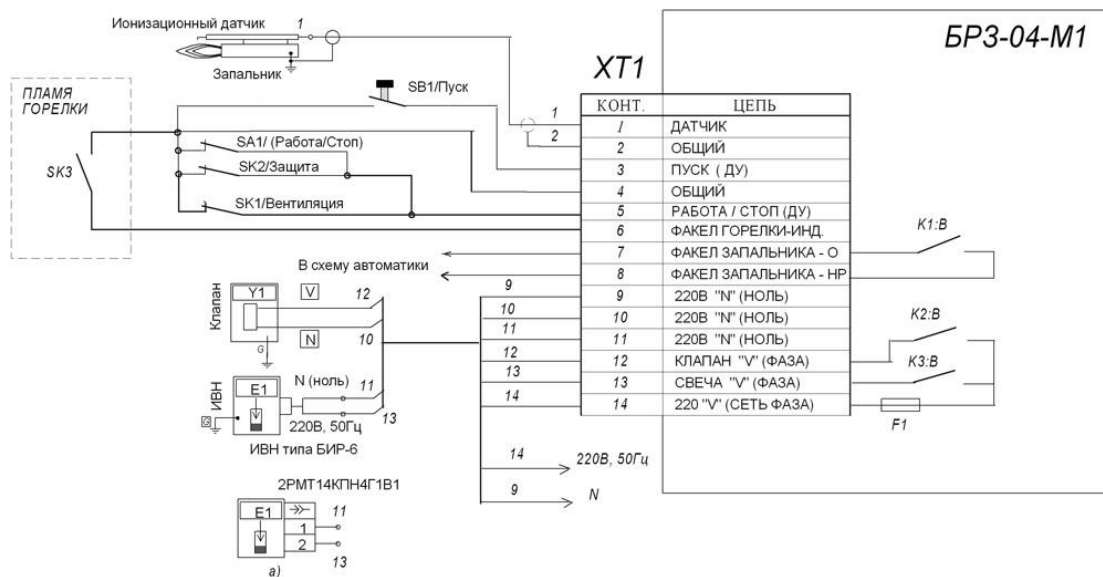 Ионизационный датчик
1
Запальник
БРЗ-04-М1
XT1
ПЛАМЯ
ГОРЕЛКИ
SK3
SB1/Пуск
SA1/ (Работа/Стоп)
SK2/Защита
SK1/Вентиляция
1
2
КОНТ. ЦЕПЬ
1 ДАТЧИК
2 ОБЩИЙ
3 ПУСК ( ДУ)
4 ОБЩИЙ
5 РАБОТА / СТОП (ДУ)
6 ФАКЕЛ ГОРЕЛКИ-ИНД.
7 ФАКЕЛ ЗАПАЛЬНИКА - О
8 ФАКЕЛ ЗАПАЛЬНИКА - НР
9 220В "N" (НОЛЬ)
10 220В "N" (НОЛЬ)
11 220В "N" (НОЛЬ)
12 КЛАПАН "V" (ФАЗА)
13 СВЕЧА "V" (ФАЗА)
14 220 "V" (СЕТЬ ФАЗА)
K1:B
K2:B
K3:B
F1
В схему автоматики
9
10
11
12
13
14
Клапан
Y1
V
12
N
10
G
ИВН
E1
G
N (ноль)
11
220В, 50Гц
13
ИВН типа БИР-6
14
220В, 50Гц
9
N
2РМТ14КПН4Г1В1
E1
11
1
2
13
а)